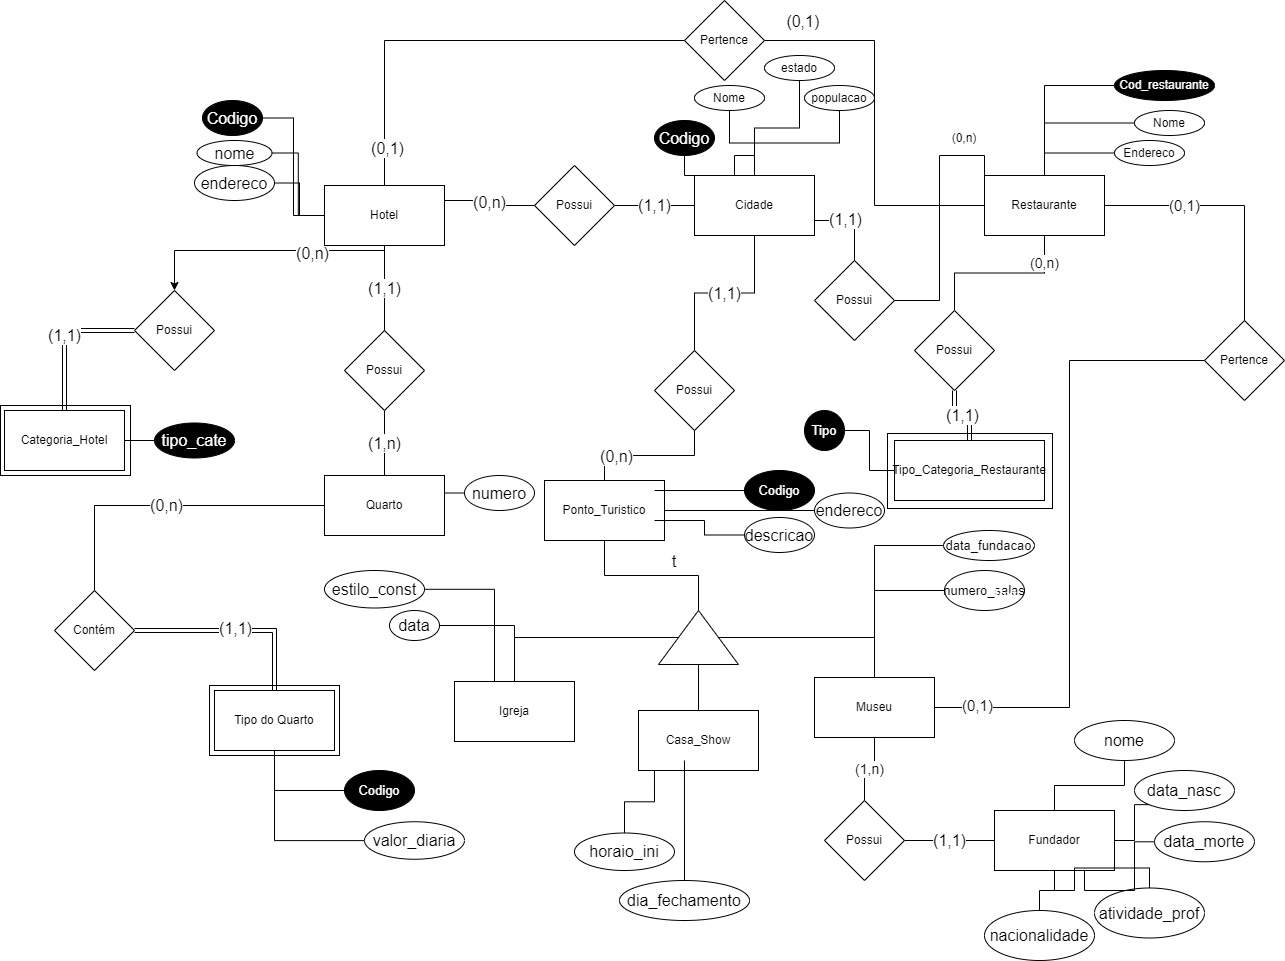 Pertence
(0,1)
estado
Nome
populacao
Cod_restaurante
Nome
Endereco
Codigo
nome
endereco
(0,1)
Codigo
(0,n)
Hotel
(0,n)
Possui
(1,1)
Cidade
(1,1)
Restaurante
(0,1)
(0,n)
(1,1)
(1,1)
(0,n)
Possui
Possui
(1,1)
Possui
Possui
Possui
Pertence
Categoria_Hotel
tipo_cate
(1,n)
(0,n)
Tipo
(1,1)
Tipo_Categoria_Restaurante
Quarto
numero
(0,n)
Ponto_Turistico
Codigo
endereco
descricao
t
data_fundacao
numero_salas
estilo_const
data
Contém
(1,1)
Tipo do Quarto
Igreja
Casa_Show
Museu
(0,1)
Codigo
valor_diaria
(1,n)
nome
data_nasc
data_morte
Possui
(1,1)
Fundador
horaio_ini
dia_fechamento
atividade_prof
nacionalidade